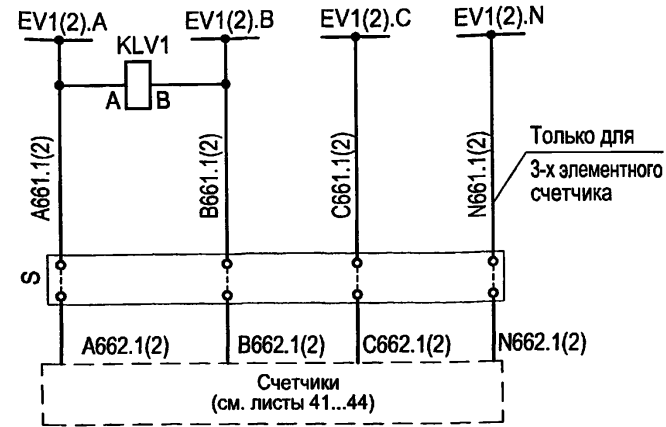 EV1(2).A
EV1(2).B
EV1(2).C
EV1(2).N
KLV1
A
B
A661.1(2)
B661.1(2)
C661.1(2)
N661.1(2)
Только для
3-х элементного
счетчика
S
A662.1(2)
B662.1(2)
C662.1(2)
N662.1(2)
Счетчики
(см. листы 41...44)